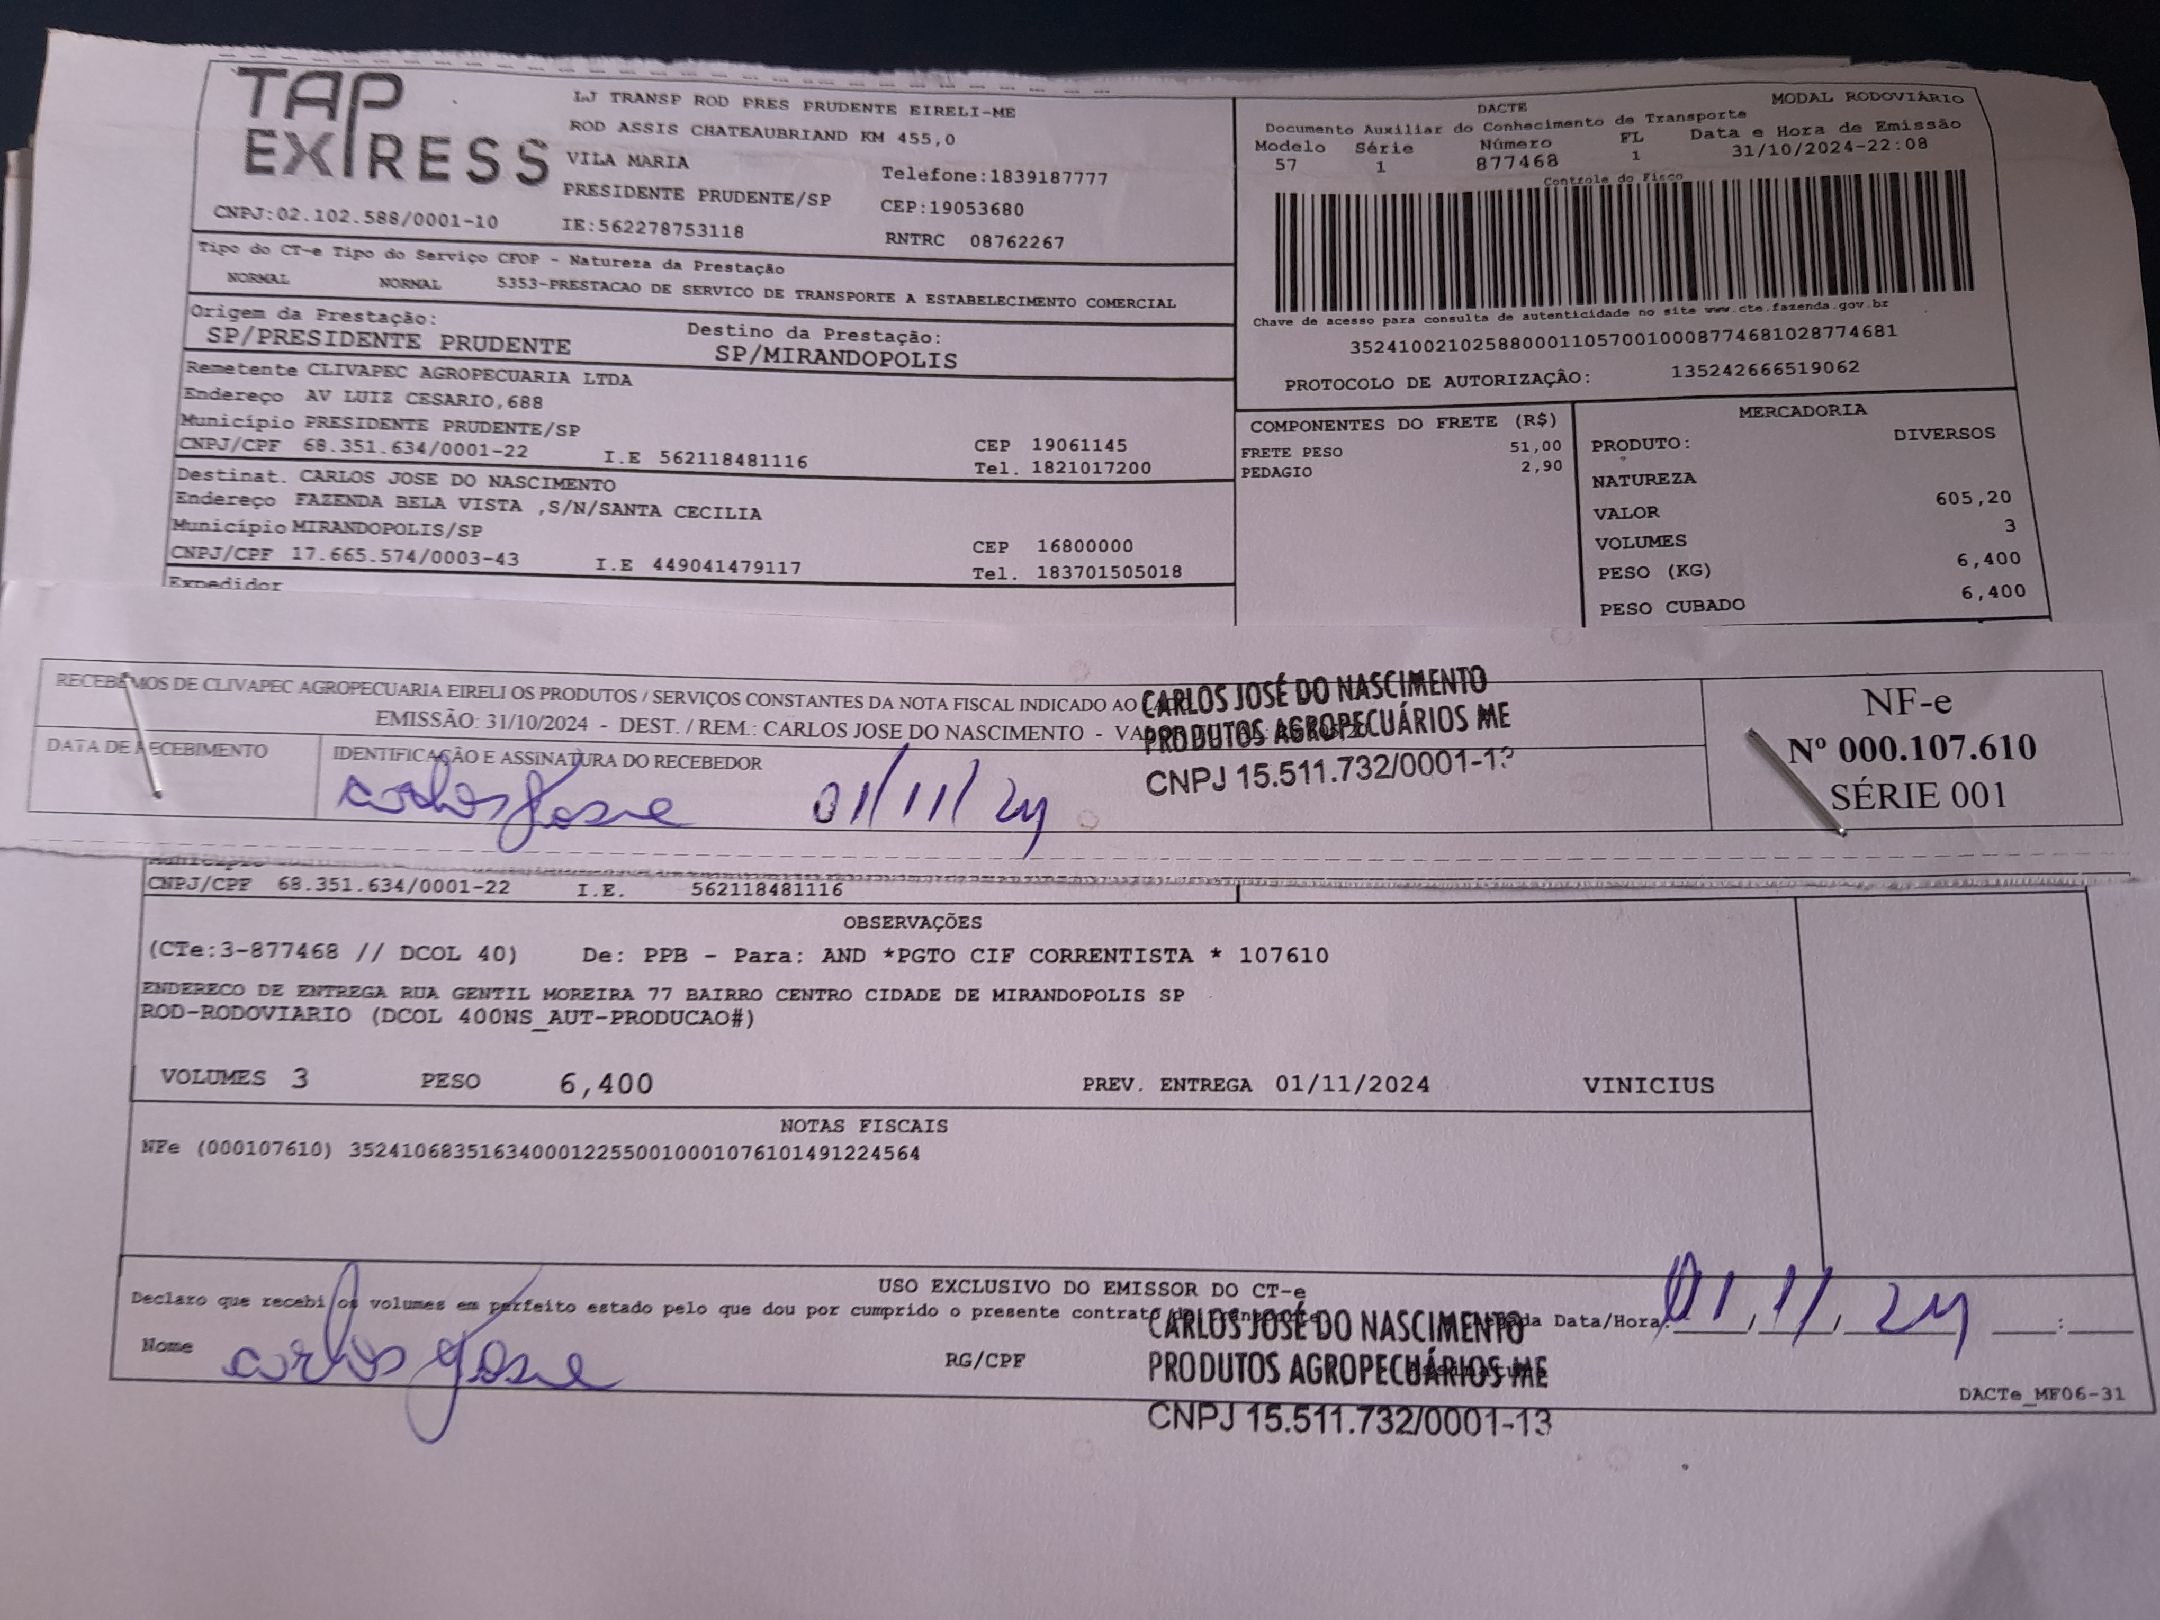 TAP EXPRESS
LJ TRANSP ROD PRES PRUDENTE EIRELI-ME
ROD ASSIS CHATEAUBRIAND KM 455,0
VILA MARIA
Telefone:1839187777
PRESIDENTE PRUDENTE/SP
CEP:19053680
CNPJ:02.102.588/0001-10
IE:562278753118
RNTRC 08762267
DACTE
MODAL RODOVIÁRIO
Documento Auxiliar do Conhecimento de Transporte
Modelo Série Número FL Data e Hora de Emissão
57 1 877468 1 31/10/2024-22:08
Controle do Fisco
Chave de acesso para consulta de autenticidade no site www.cte.fazenda.gov.br
35241002102588000110570010008774681028774681
PROTOCOLO DE AUTORIZAÇÃO: 135242666519062
Tipo do CT-e Tipo do Serviço CFOP - Natureza da Prestação
NORMAL NORMAL 5353-PRESTACAO DE SERVICO DE TRANSPORTE A ESTABELECIMENTO COMERCIAL
Origem da Prestação: Destino da Prestação:
SP/PRESIDENTE PRUDENTE SP/MIRANDOPOLIS
Remetente CLIVAPEC AGROPECUARIA LTDA
Endereço AV LUIZ CESARIO,688
Município PRESIDENTE PRUDENTE/SP
CEP 19061145
CNPJ/CPF 68.351.634/0001-22 I.E 562118481116 Tel. 1821017200
Destinat. CARLOS JOSE DO NASCIMENTO
Endereço FAZENDA BELA VISTA ,S/N/SANTA CECILIA
Município MIRANDOPOLIS/SP
CEP 16800000
CNPJ/CPF 17.665.574/0003-43 I.E 449041479117 Tel. 183701505018
Expedidor
COMPONENTES DO FRETE (R$)
FRETE PESO 51,00
PEDAGIO 2,90
MERCADORIA
PRODUTO: DIVERSOS
NATUREZA
VALOR 605,20
VOLUMES 3
PESO (KG) 6,400
PESO CUBADO 6,400
RECEBEMOS DE CLIVAPEC AGROPECUARIA EIRELI OS PRODUTOS / SERVIÇOS CONSTANTES DA NOTA FISCAL INDICADO AO
EMISSÃO: 31/10/2024 - DEST. / REM.: CARLOS JOSE DO NASCIMENTO -
CARLOS JOSÉ DO NASCIMENTO
PRODUTOS AGROPECUÁRIOS ME
CNPJ 15.511.732/0001-13
DATA DE RECEBIMENTO
IDENTIFICAÇÃO E ASSINATURA DO RECEBEDOR
carlos Jose 01/11/24
NF-e
Nº 000.107.610
SÉRIE 001
Município
CNPJ/CPF 68.351.634/0001-22 I.E. 562118481116
OBSERVAÇÕES
(CTe:3-877468 // DCOL 40) De: PPB - Para: AND *PGTO CIF CORRENTISTA * 107610
ENDERECO DE ENTREGA RUA GENTIL MOREIRA 77 BAIRRO CENTRO CIDADE DE MIRANDOPOLIS SP
ROD-RODOVIARIO (DCOL 400NS_AUT-PRODUCAO#)
VOLUMES 3 PESO 6,400 PREV. ENTREGA 01/11/2024 VINICIUS
NOTAS FISCAIS
NFe (000107610) 35241068351634000122550010001076101491224564
USO EXCLUSIVO DO EMISSOR DO CT-e
Declaro que recebi os volumes em perfeito estado pelo que dou por cumprido o presente contrato
Data/Hora: 01,11,24 :
Nome carlos Jose RG/CPF
CARLOS JOSÉ DO NASCIMENTO
PRODUTOS AGROPECUÁRIOS ME
CNPJ 15.511.732/0001-13
DACTe_MF06-31